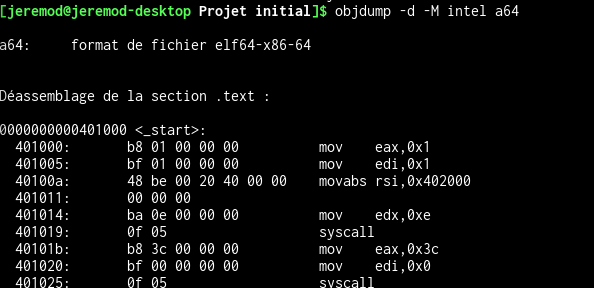 [jeremod@jeremod-desktop Projet initial]$ objdump -d -M intel a64
a64:     format de fichier elf64-x86-64
Déassemblage de la section .text :
0000000000401000 <_start>:
401000:       b8 01 00 00 00          mov    eax,0x1
401005:       bf 01 00 00 00          mov    edi,0x1
40100a:       48 be 00 20 40 00 00    movabs rsi,0x402000
401011:       00 00 00
401014:       ba 0e 00 00 00          mov    edx,0xe
401019:       0f 05                   syscall
40101b:       b8 3c 00 00 00          mov    eax,0x3c
401020:       bf 00 00 00 00          mov    edi,0x0
401025:       0f 05                   syscall